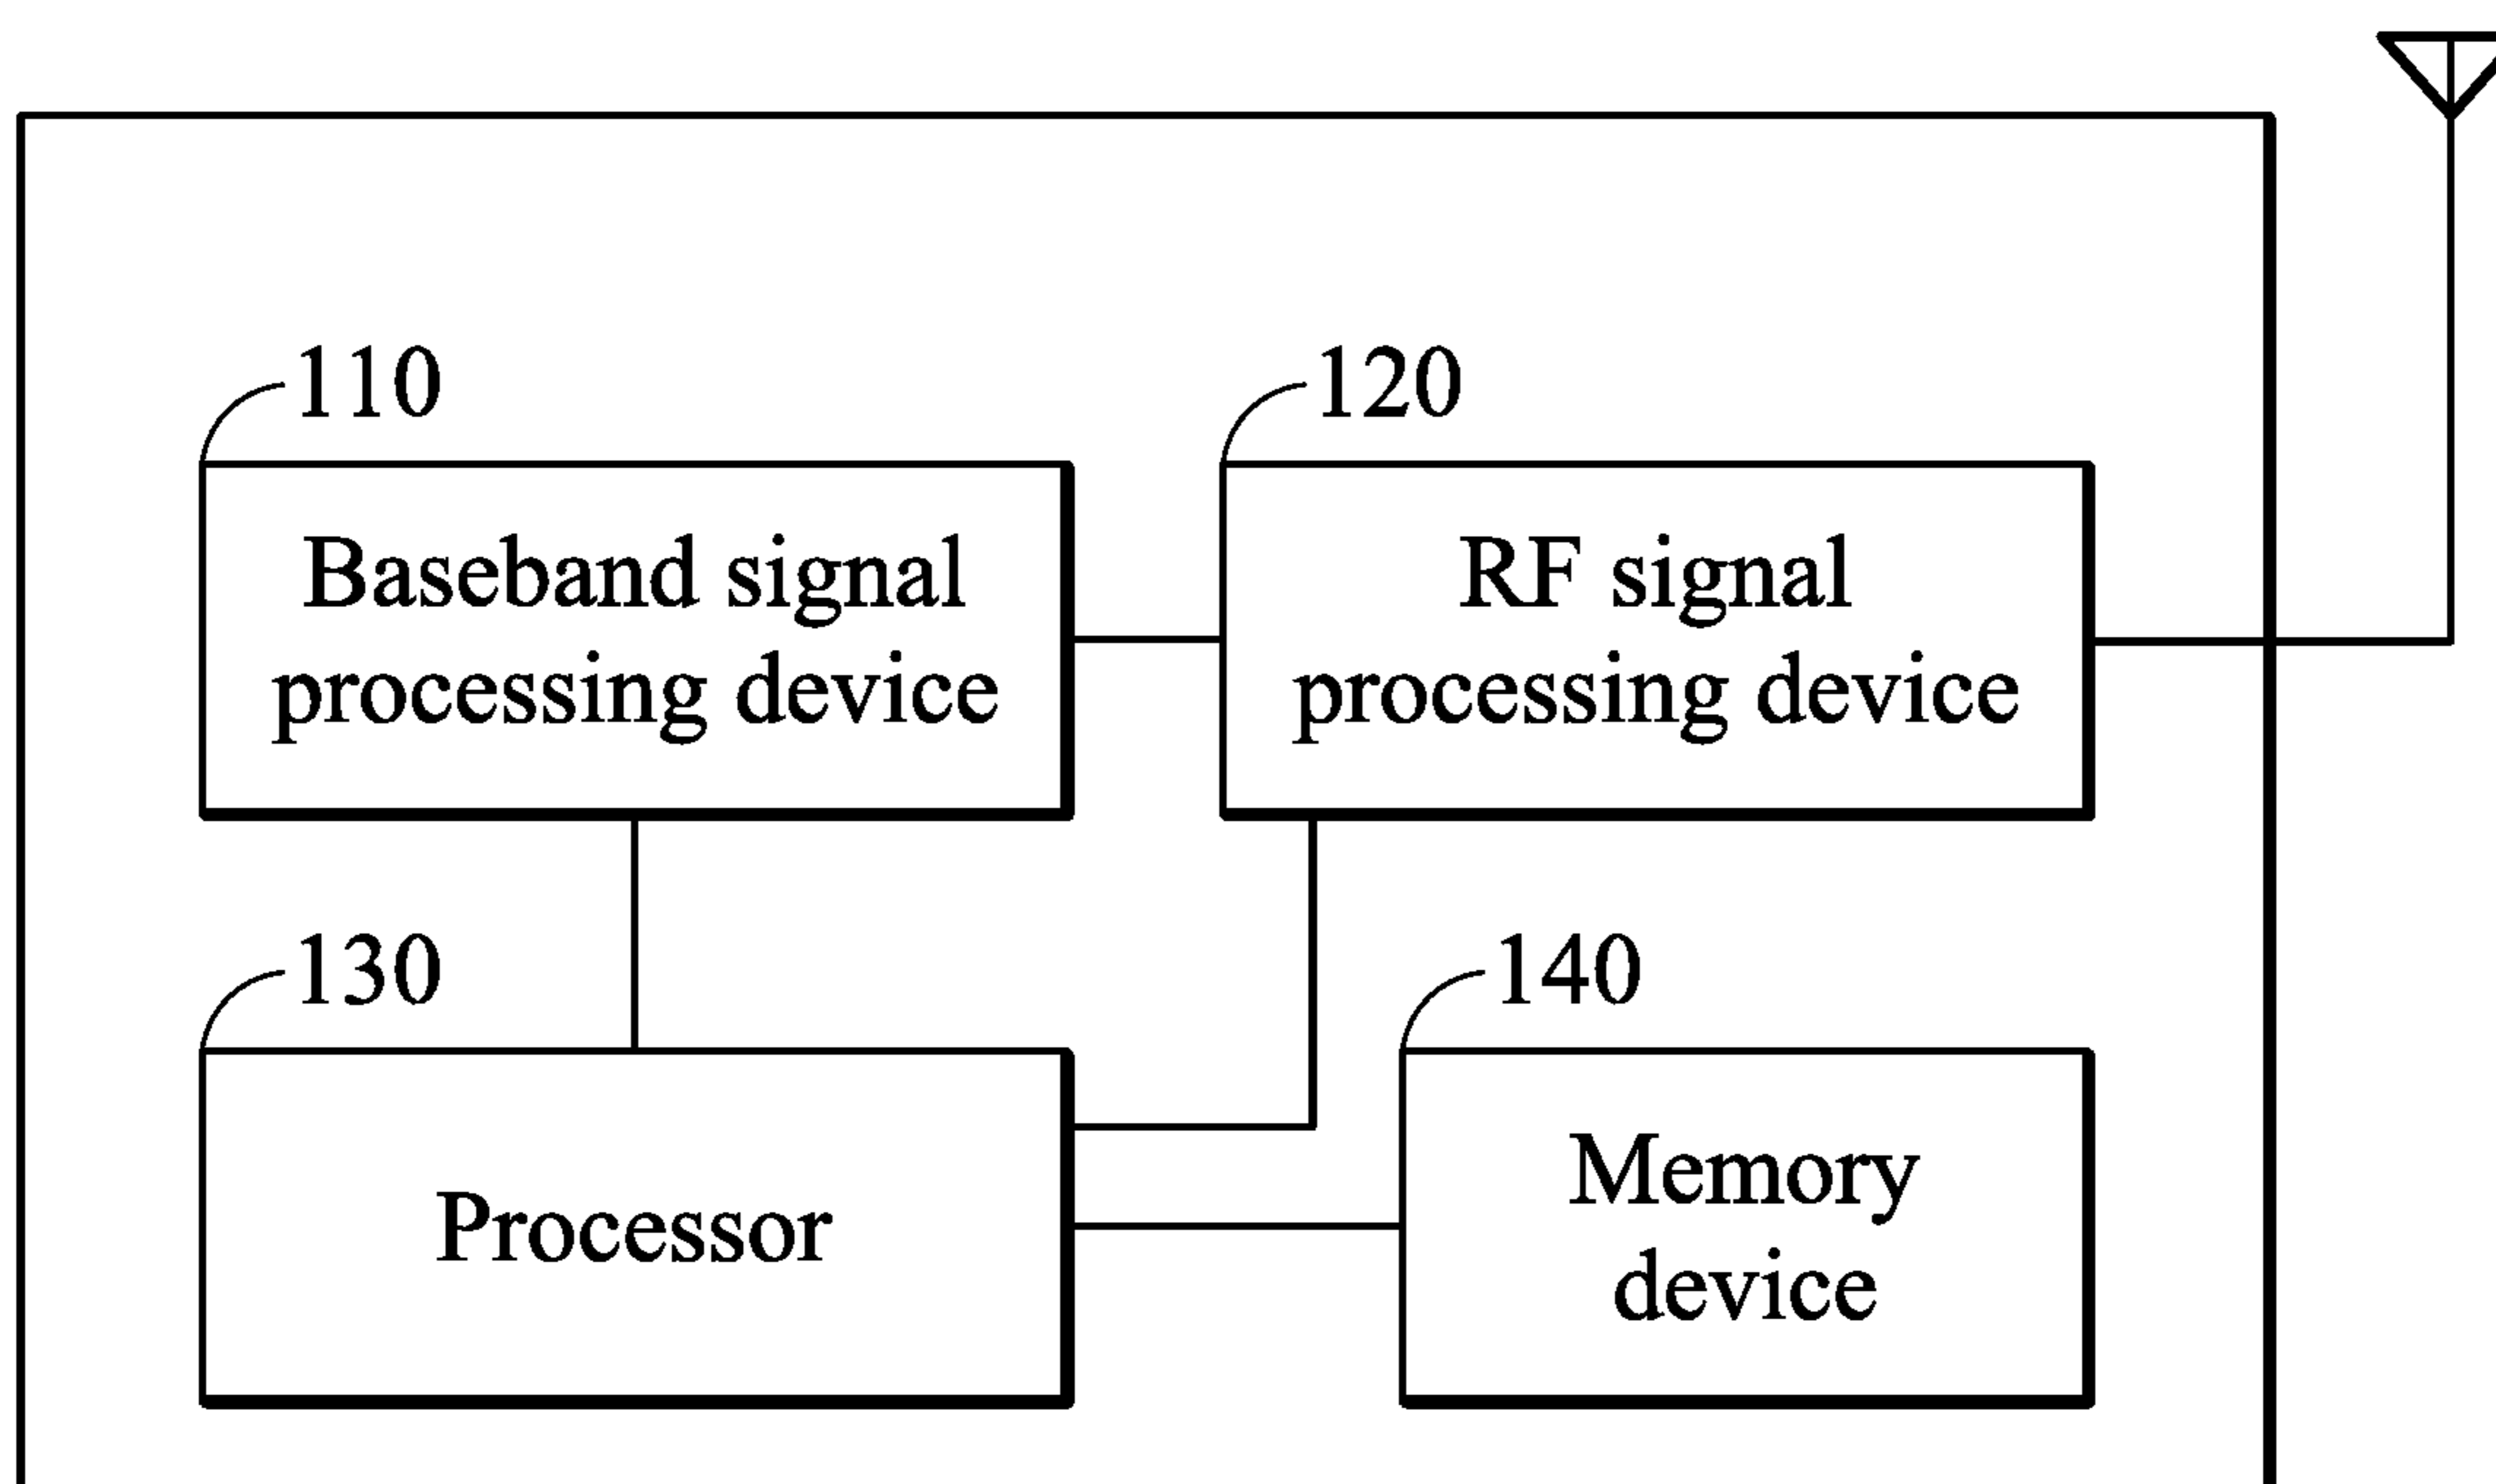 110
Baseband signal
processing device
120
RF signal
processing device
130
Processor
140
Memory
device